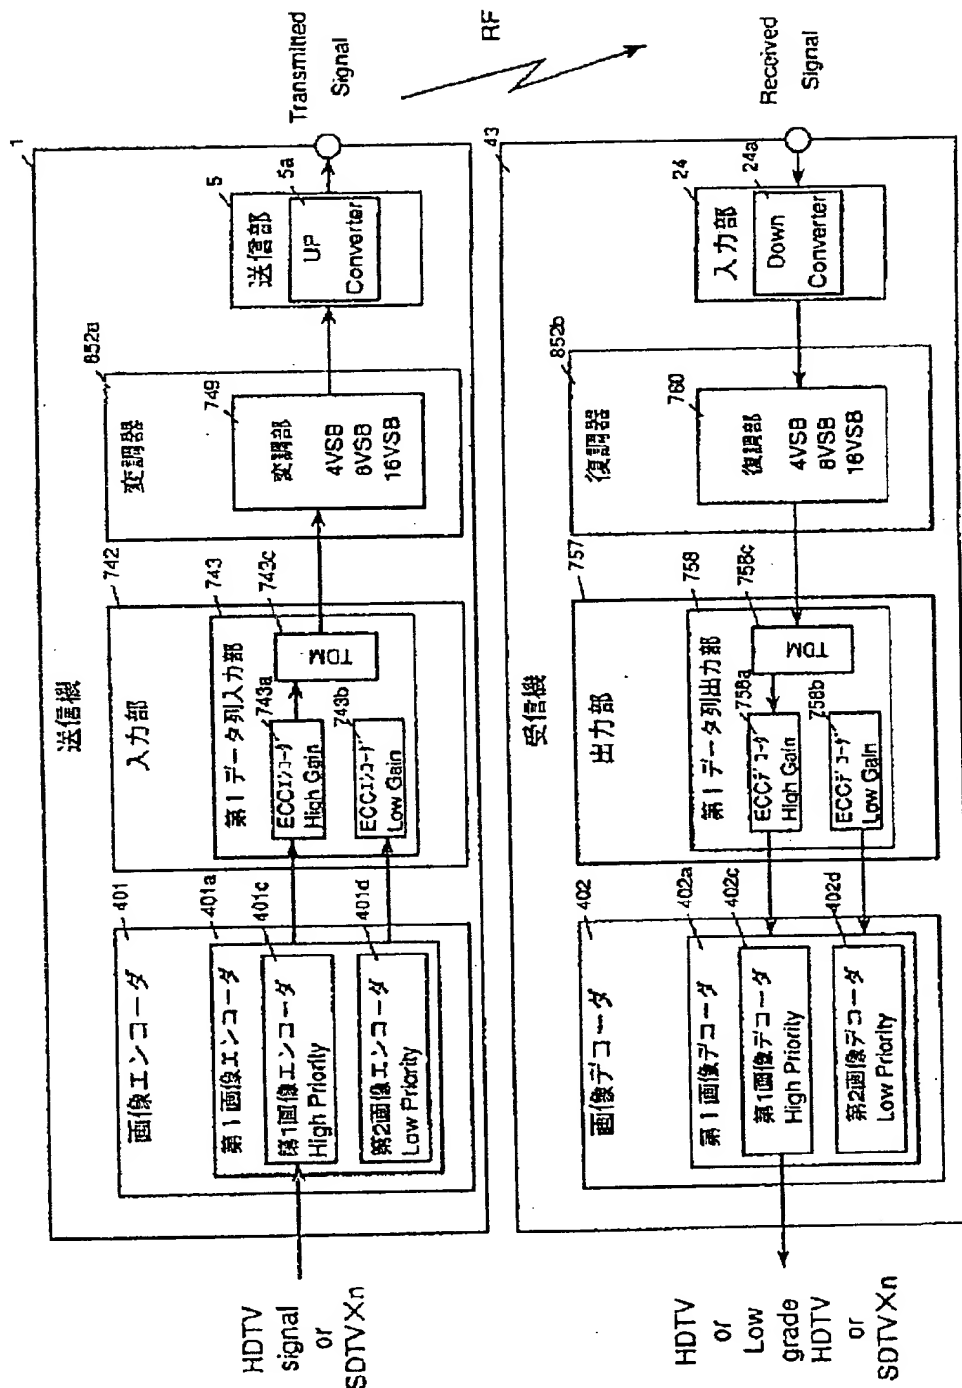 HDTV
signal
or
SDTV×n
送信機
1
画像エンコーダ
401
第1画像エンコーダ
401a
第1画像エンコーダ
High Priority
401c
第2画像エンコーダ
Low Priority
401d
入力部
742
第1データ列入力部
743
ECCエンコーダ
High Gain
743a
ECCエンコーダ
Low Gain
743b
TDM
743c
変調器
852a
変調部
749
4VSB
8VSB
16VSB
送信部
5
UP
Converter
5a
Transmitted
Signal
RF
HDTV
or
Low
grade
HDTV
or
SDTV×n
受信機
43
画像デコーダ
402
第1画像デコーダ
402a
第1画像デコーダ
High Priority
402c
第2画像デコーダ
Low Priority
402d
出力部
757
第1データ列出力部
758
ECCデコーダ
High Gain
758a
ECCデコーダ
Low Gain
758b
TDM
758c
復調器
852b
復調部
760
4VSB
8VSB
16VSB
入力部
24
Down
Converter
24a
Received
Signal